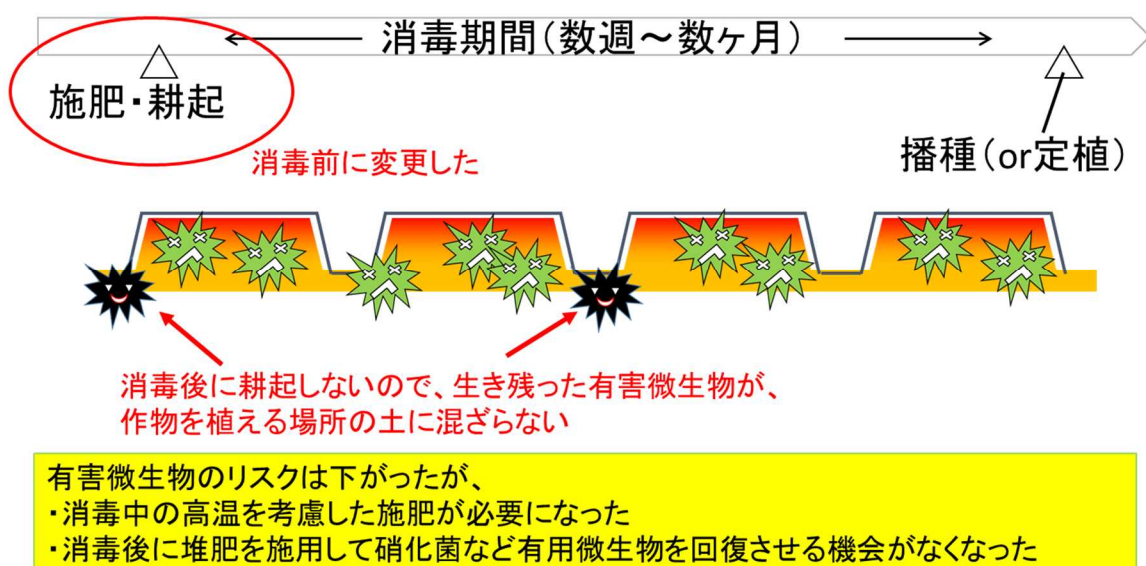 消毒期間（数週～数ヶ月）
施肥・耕起
播種（or定植）
消毒前に変更した
消毒後に耕起しないので、生き残った有害微生物が、
作物を植える場所の土に混ざらない
有害微生物のリスクは下がったが、
・消毒中の高温を考慮した施肥が必要になった
・消毒後に堆肥を施用して硝化菌など有用微生物を回復させる機会がなくなった